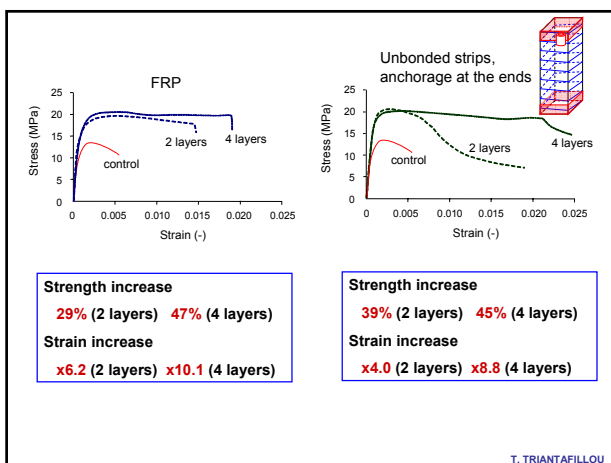 FRP
Stress (MPa)
25
20
15
10
5
0
2 layers
4 layers
control
0
0.005
0.010
0.015
0.020
0.025
Strain (-)
Unbonded strips,
anchorage at the ends
Stress (MPa)
25
20
15
10
5
0
control
2 layers
4 layers
0
0.005
0.010
0.015
0.020
0.025
Strain (-)
Strength increase
29% (2 layers) 47% (4 layers)
Strain increase
x6.2 (2 layers) x10.1 (4 layers)
Strength increase
39% (2 layers) 45% (4 layers)
Strain increase
x4.0 (2 layers) x8.8 (4 layers)
T. TRIANTAFILLOU